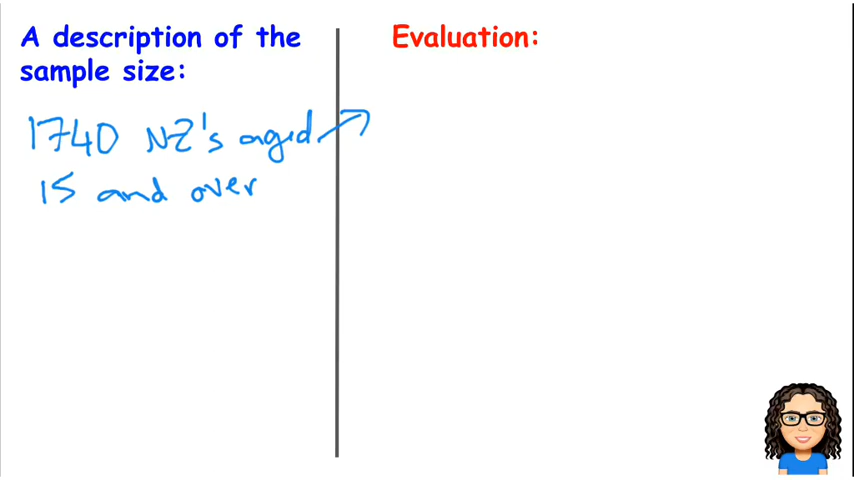 A description of the
sample size:
Evaluation:
1740 NZ's aged
15 and over